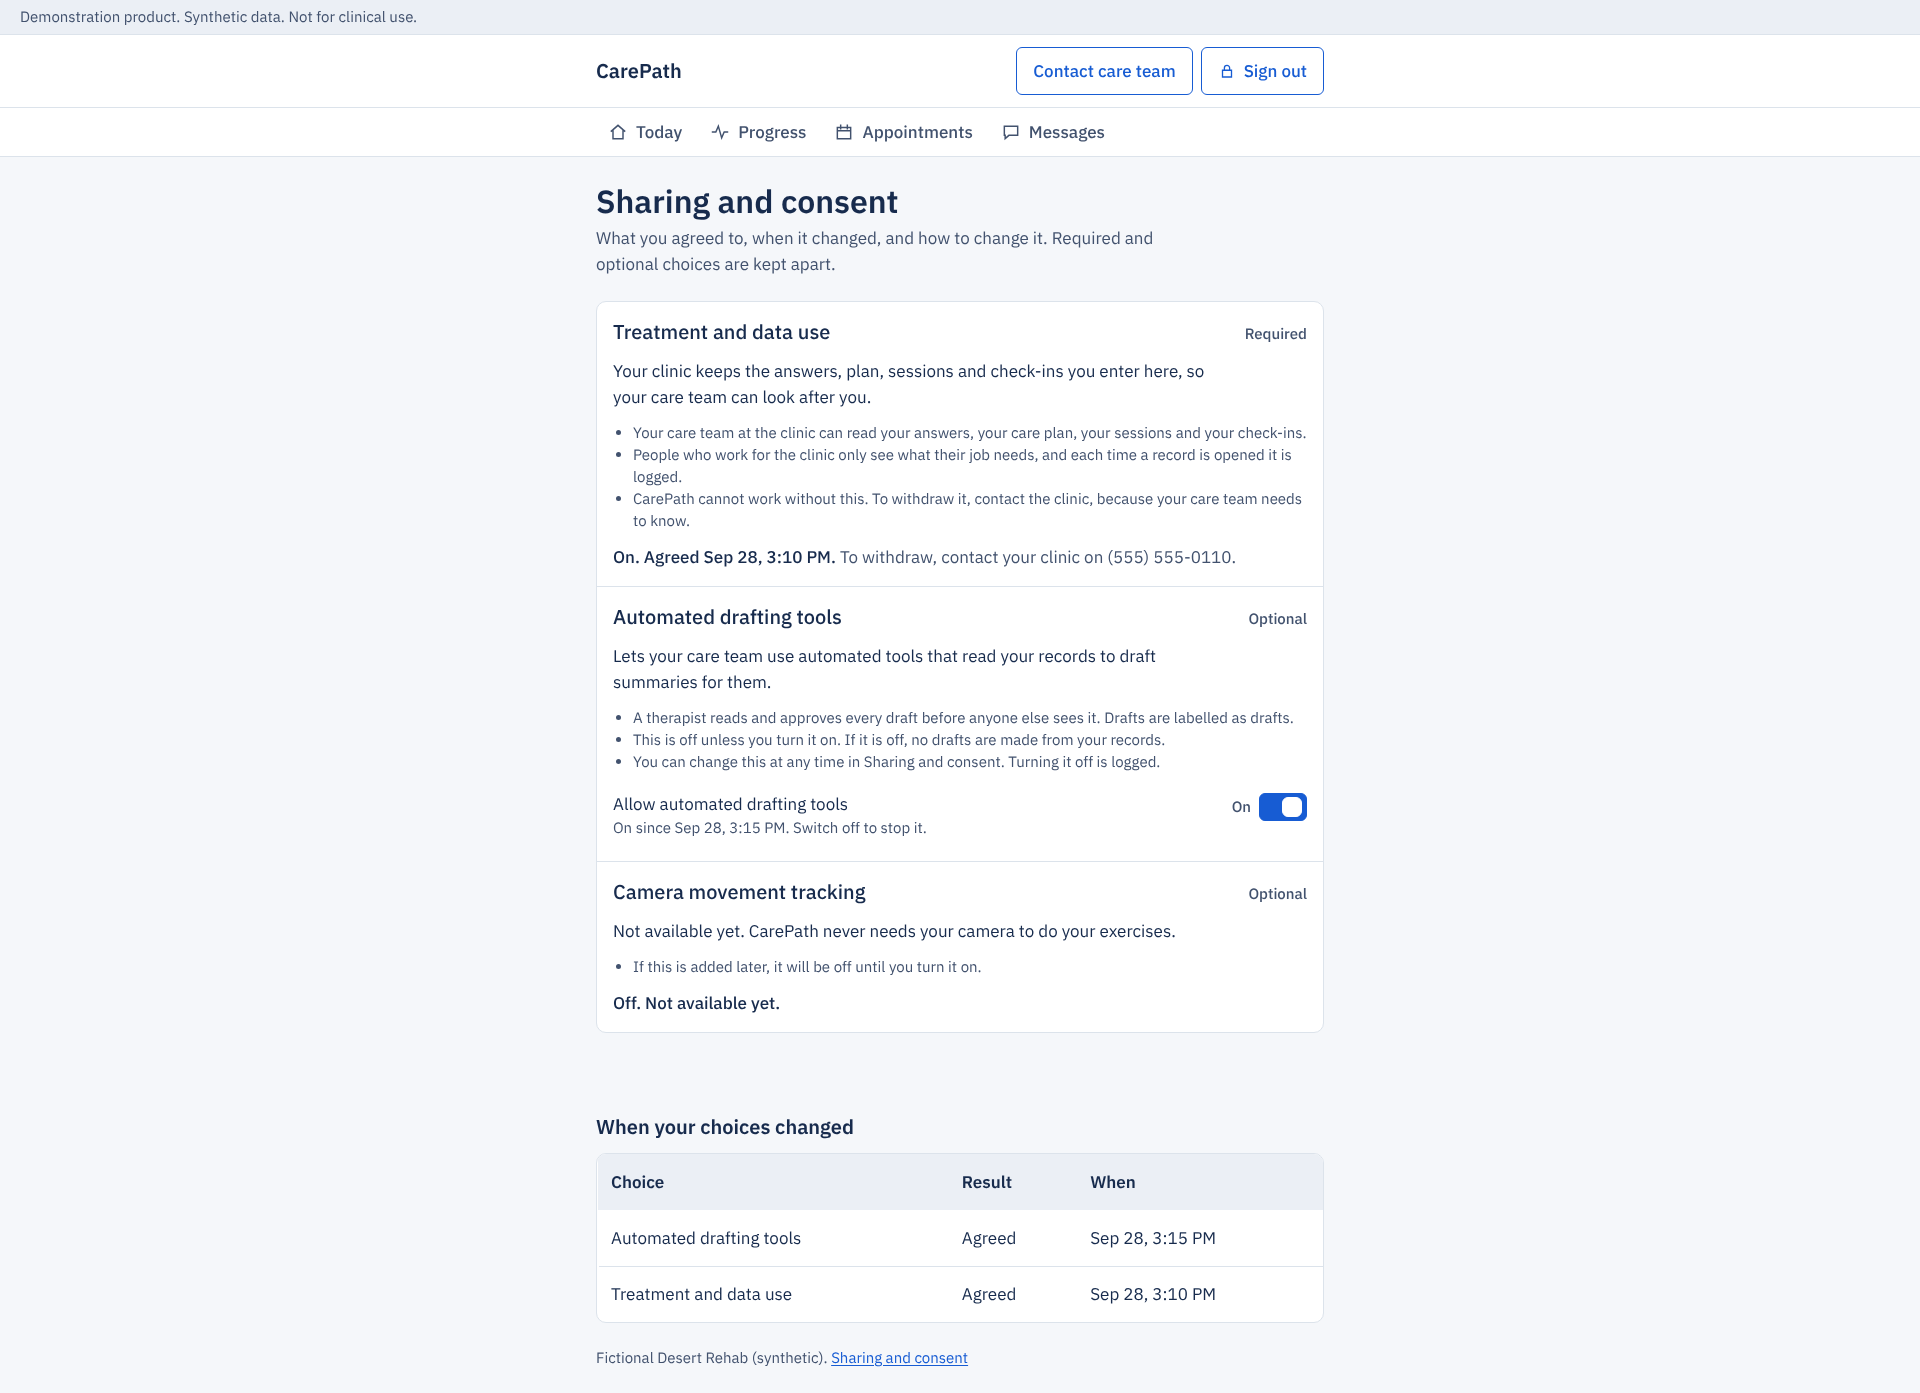 Demonstration product. Synthetic data. Not for clinical use.
CarePath
Contact care team
Sign out
Today
Progress
Appointments
Messages
Sharing and consent
What you agreed to, when it changed, and how to change it. Required and
optional choices are kept apart.
Treatment and data use
Required
Your clinic keeps the answers, plan, sessions and check-ins you enter here, so
your care team can look after you.
• Your care team at the clinic can read your answers, your care plan, your sessions and your check-ins.
• People who work for the clinic only see what their job needs, and each time a record is opened it is
logged.
• CarePath cannot work without this. To withdraw it, contact the clinic, because your care team needs
to know.
On. Agreed Sep 28, 3:10 PM. To withdraw, contact your clinic on (555) 555-0110.
Automated drafting tools
Optional
Lets your care team use automated tools that read your records to draft
summaries for them.
• A therapist reads and approves every draft before anyone else sees it. Drafts are labelled as drafts.
• This is off unless you turn it on. If it is off, no drafts are made from your records.
• You can change this at any time in Sharing and consent. Turning it off is logged.
Allow automated drafting tools
On
On since Sep 28, 3:15 PM. Switch off to stop it.
Camera movement tracking
Optional
Not available yet. CarePath never needs your camera to do your exercises.
• If this is added later, it will be off until you turn it on.
Off. Not available yet.
When your choices changed
Choice Result When
Automated drafting tools Agreed Sep 28, 3:15 PM
Treatment and data use Agreed Sep 28, 3:10 PM
Fictional Desert Rehab (synthetic). Sharing and consent